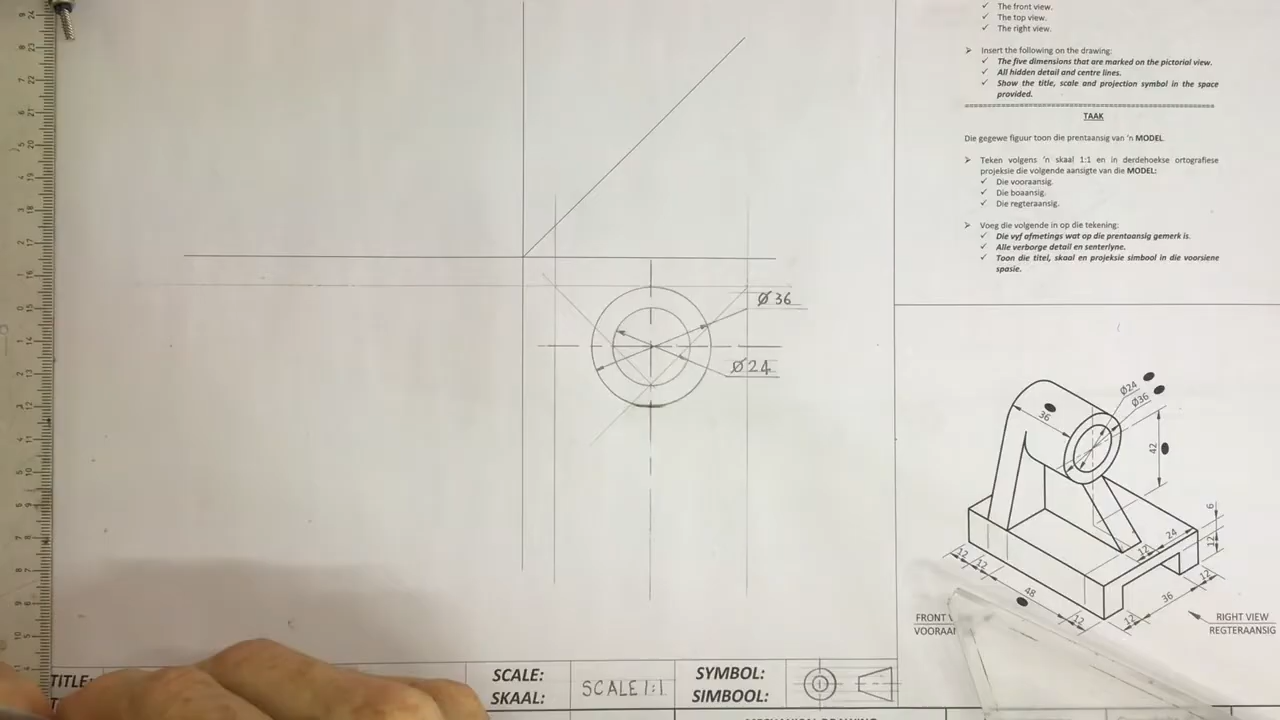 ✓ The front view.
✓ The top view.
✓ The right view.
➢ Insert the following on the drawing:
✓ The five dimensions that are marked on the pictorial view.
✓ All hidden detail and centre lines.
✓ Show the title, scale and projection symbol in the space
provided.
TAAK
Die gegewe figuur toon die prentaansig van 'n MODEL.
➢ Teken volgens 'n skaal 1:1 en in derdehoekse ortografiese
projeksie die volgende aansigte van die MODEL:
✓ Die vooraansig.
✓ Die boaansig.
✓ Die regteraansig.
➢ Voeg die volgende in op die tekening:
✓ Die vyf afmetings wat op die prentaansig gemerk is.
✓ Alle verborge detail en senterlyne.
✓ Toon die titel, skaal en projeksie simbool in die voorsiene
spasie.
Ø 36
Ø 24
Ø24
Ø36
36
42
6
12
24
12
12
12
12
48
12
12
36
12
FRONT
VOORAA
RIGHT VIEW
REGTERAANSIG
TITLE:
SCALE:
SKAAL:
SCALE 1:1
SYMBOL:
SIMBOOL: